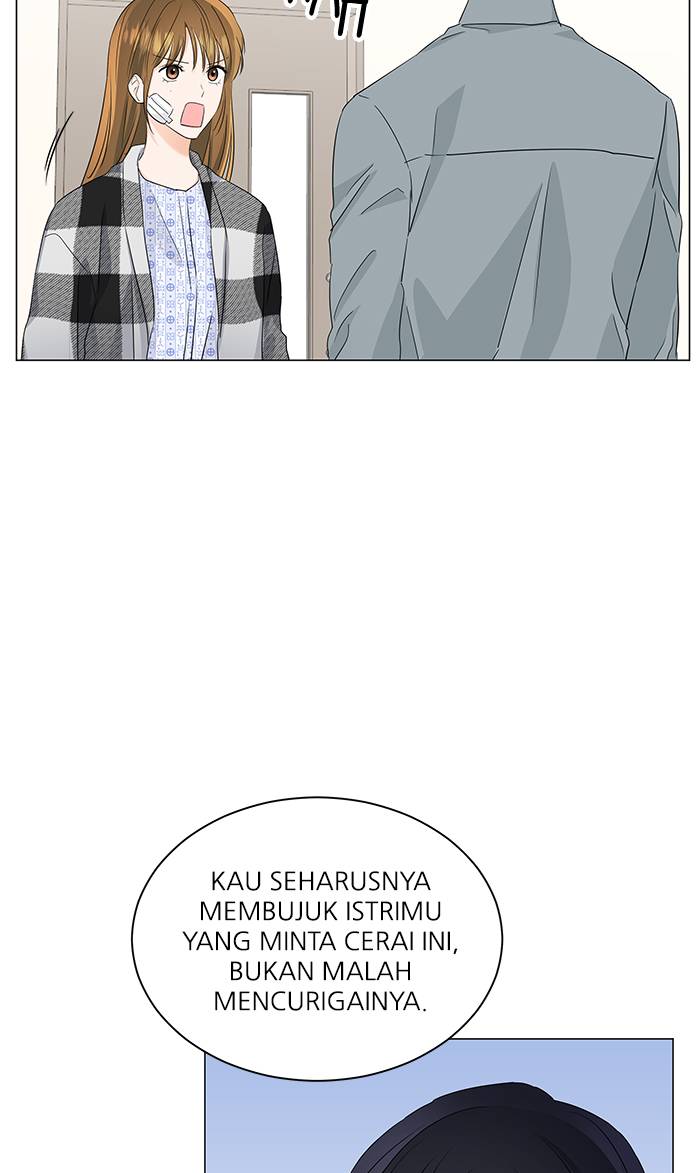 KAU SEHARUSNYA
MEMBUJUK ISTRIMU
YANG MINTA CERAI INI,
BUKAN MALAH
MENCURIGAINYA.